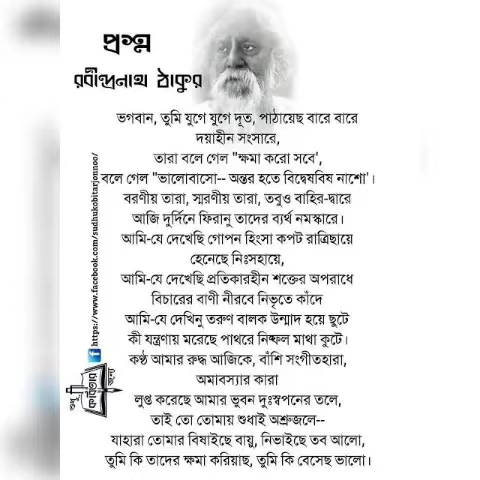 প্রশ্ন
রবীন্দ্রনাথ ঠাকুর
ভগবান, তুমি যুগে যুগে দূত, পাঠায়েছ বারে বারে
দয়াহীন সংসারে,
তারা বলে গেল "ক্ষমা করো সবে',
বলে গেল "ভালোবাসো-- অন্তর হতে বিদ্বেষবিষ নাশো'।
বরণীয় তারা, স্মরণীয় তারা, তবুও বাহির-দ্বারে
আজি দুর্দিনে ফিরানু তাদের ব্যর্থ নমস্কারে।
আমি-যে দেখেছি গোপন হিংসা কপট রাত্রিছায়ে
হেনেছে নিঃসহায়ে,
আমি-যে দেখেছি প্রতিকারহীন শক্তের অপরাধে
বিচারের বাণী নীরবে নিভৃতে কাঁদে
আমি-যে দেখিনু তরুণ বালক উন্মাদ হয়ে ছুটে
কী যন্ত্রণায় মরেছে পাথরে নিষ্ফল মাথা কুটে।
কণ্ঠ আমার রুদ্ধ আজিকে, বাঁশি সংগীতহারা,
অমাবস্যার কারা
লুপ্ত করেছে আমার ভুবন দুঃস্বপনের তলে,
তাই তো তোমায় শুধাই অশ্রুজলে--
যাহারা তোমার বিষাইছে বায়ু, নিভাইছে তব আলো,
তুমি কি তাদের ক্ষমা করিয়াছ, তুমি কি বেসেছ ভালো।
https://www.facebook.com/sudhukobitarjonnoo/
শুধু
কবিতার
জন্য